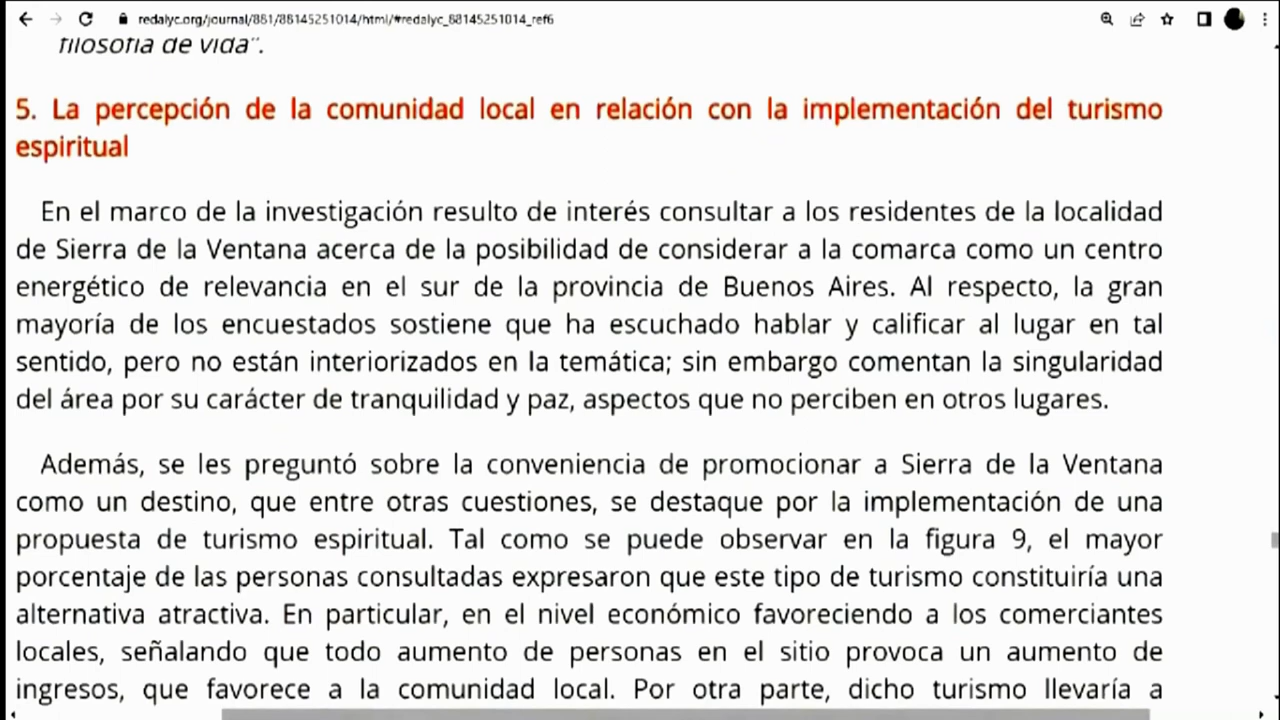 redalyc.org/journal/881/88145251014/html/#redalyc_88145251014_ref6
filosofía de vida".
5. La percepción de la comunidad local en relación con la implementación del turismo
espiritual
En el marco de la investigación resulto de interés consultar a los residentes de la localidad
de Sierra de la Ventana acerca de la posibilidad de considerar a la comarca como un centro
energético de relevancia en el sur de la provincia de Buenos Aires. Al respecto, la gran
mayoría de los encuestados sostiene que ha escuchado hablar y calificar al lugar en tal
sentido, pero no están interiorizados en la temática; sin embargo comentan la singularidad
del área por su carácter de tranquilidad y paz, aspectos que no perciben en otros lugares.
Además, se les preguntó sobre la conveniencia de promocionar a Sierra de la Ventana
como un destino, que entre otras cuestiones, se destaque por la implementación de una
propuesta de turismo espiritual. Tal como se puede observar en la figura 9, el mayor
porcentaje de las personas consultadas expresaron que este tipo de turismo constituiría una
alternativa atractiva. En particular, en el nivel económico favoreciendo a los comerciantes
locales, señalando que todo aumento de personas en el sitio provoca un aumento de
ingresos, que favorece a la comunidad local. Por otra parte, dicho turismo llevaría a